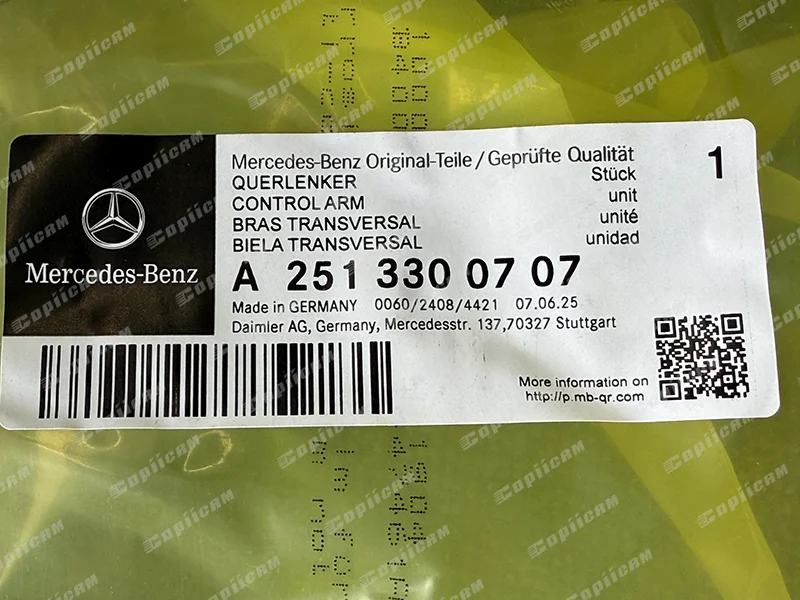 Mercedes-Benz Original-Teile / Geprüfte Qualität
1
QUERLENKER Stück
CONTROL ARM unit
BRAS TRANSVERSAL unité
BIELA TRANSVERSAL unidad
Mercedes-Benz
A 251 330 07 07
Made in GERMANY 0060/2408/4421 07.06.25
Daimler AG, Germany, Mercedesstr. 137,70327 Stuttgart
More information on
http://p.mb-qr.com
Copiicam